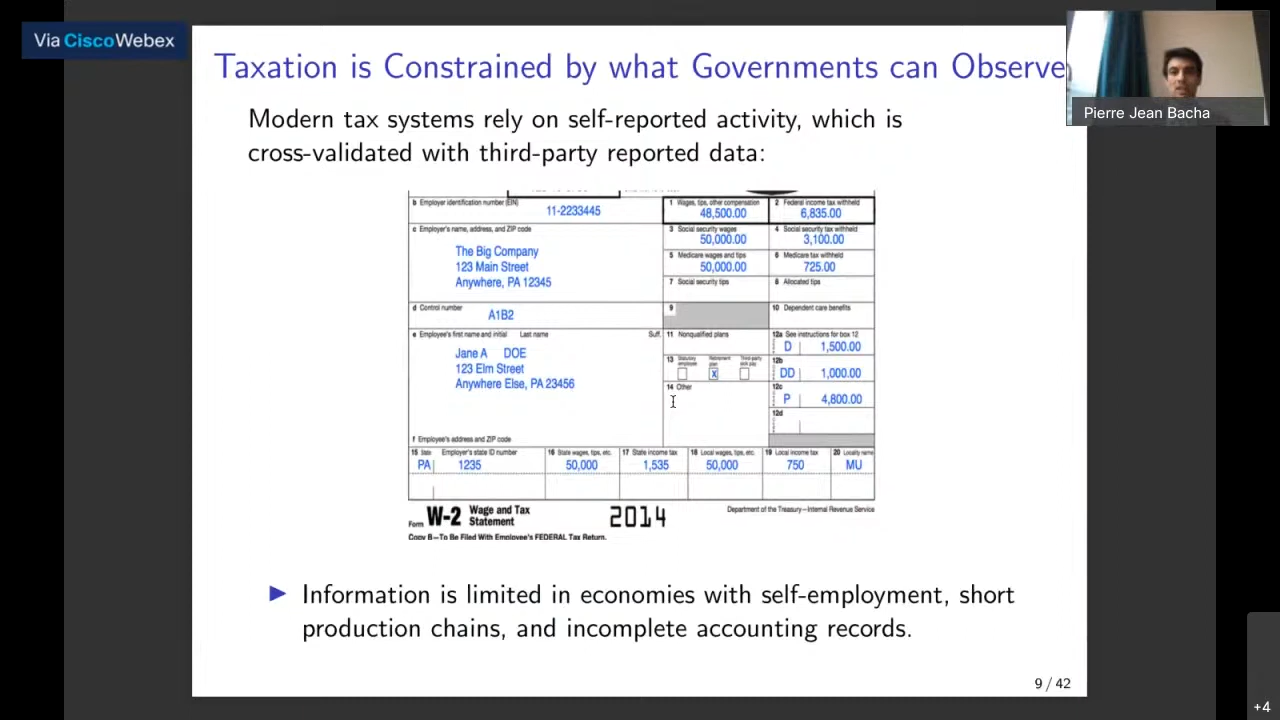 Via Cisco Webex
Taxation is Constrained by what Governments can Observe
Pierre Jean Bacha
Modern tax systems rely on self-reported activity, which is
cross-validated with third-party reported data:
b Employer identification number (EIN)
11-2233445
1 Wages, tips, other compensation
48,500.00
2 Federal income tax withheld
6,835.00
c Employer's name, address, and ZIP code
The Big Company
123 Main Street
Anywhere, PA 12345
3 Social security wages
50,000.00
4 Social security tax withheld
3,100.00
5 Medicare wages and tips
50,000.00
6 Medicare tax withheld
725.00
7 Social security tips
8 Allocated tips
d Control number
A1B2
9
10 Dependent care benefits
e Employee's first name and initial Last name Suff.
Jane A DOE
123 Elm Street
Anywhere Else, PA 23456
11 Nonqualified plans
12a See instructions for box 12
D 1,500.00
13 Statutory employee Retirement plan Third-party sick pay
X
12b
DD 1,000.00
14 Other
12c
P 4,800.00
12d
f Employee's address and ZIP code
15 State Employer's state ID number
PA 1235
16 State wages, tips, etc.
50,000
17 State income tax
1,535
18 Local wages, tips, etc.
50,000
19 Local income tax
750
20 Locality name
MU
Form W-2 Wage and Tax
Statement
2014
Department of the Treasury—Internal Revenue Service
Copy B—To Be Filed With Employee's FEDERAL Tax Return.
▶ Information is limited in economies with self-employment, short
production chains, and incomplete accounting records.
9 / 42
+4